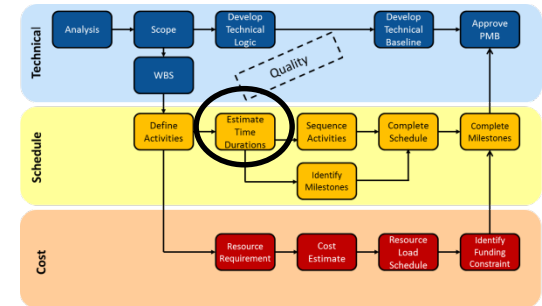 Technical
Analysis
Scope
Develop
Technical
Logic
Develop
Technical
Baseline
Approve
PMB
WBS
Quality
Schedule
Define
Activities
Estimate
Time
Durations
Sequence
Activities
Complete
Schedule
Complete
Milestones
Identify
Milestones
Cost
Resource
Requirement
Cost
Estimate
Resource
Load
Schedule
Identify
Funding
Constraint